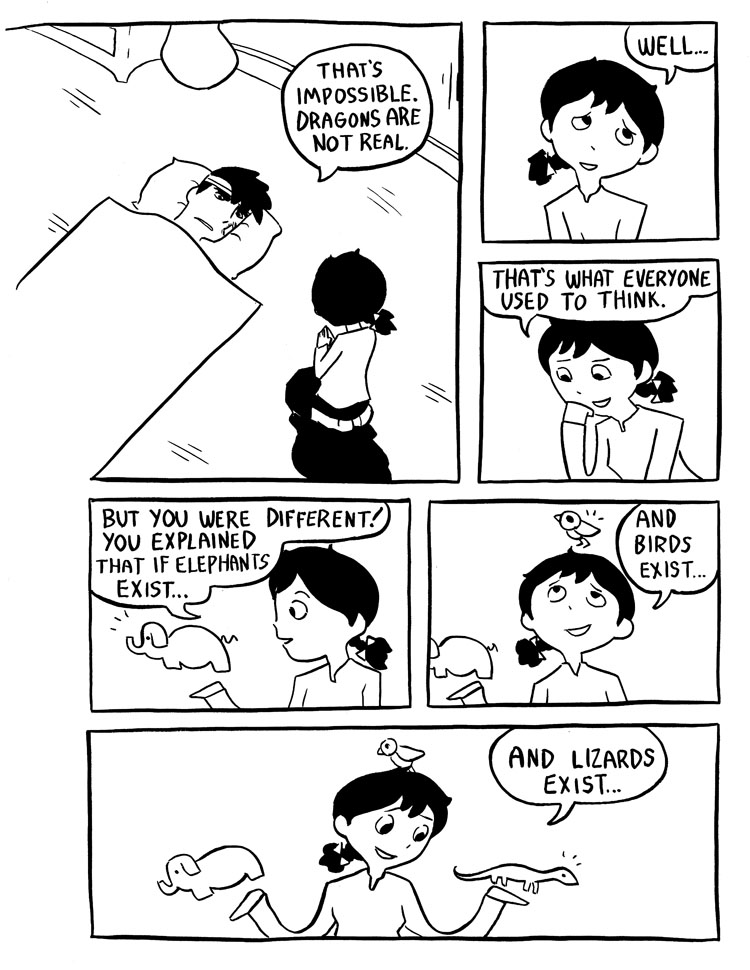 THAT'S
IMPOSSIBLE.
DRAGONS ARE
NOT REAL.
WELL...
THAT'S WHAT EVERYONE
USED TO THINK.
BUT YOU WERE DIFFERENT!
YOU EXPLAINED
THAT IF ELEPHANTS
EXIST...
AND
BIRDS
EXIST...
AND LIZARDS
EXIST...